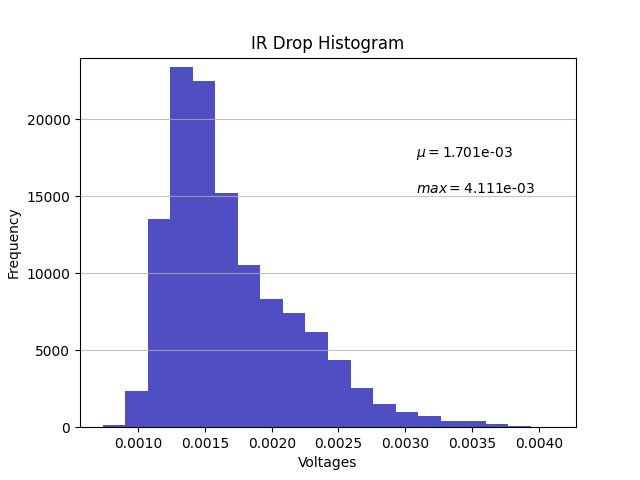 IR Drop Histogram
20000
15000
10000
5000
0
Frequency
μ = 1.701e-03
max = 4.111e-03
0.0010 0.0015 0.0020 0.0025 0.0030 0.0035 0.0040
Voltages